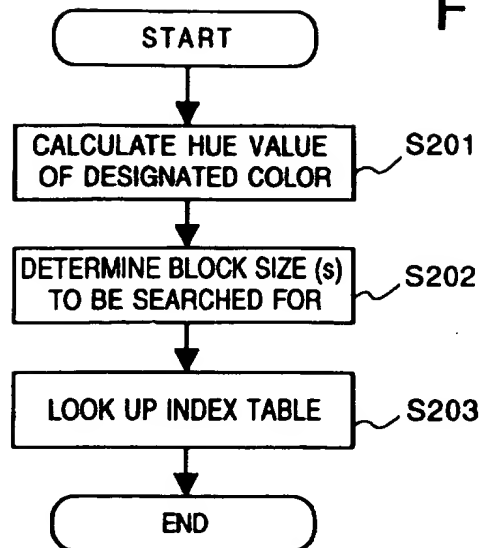 F
START
CALCULATE HUE VALUE
OF DESIGNATED COLOR
S201
DETERMINE BLOCK SIZE (s)
TO BE SEARCHED FOR
S202
LOOK UP INDEX TABLE
S203
END